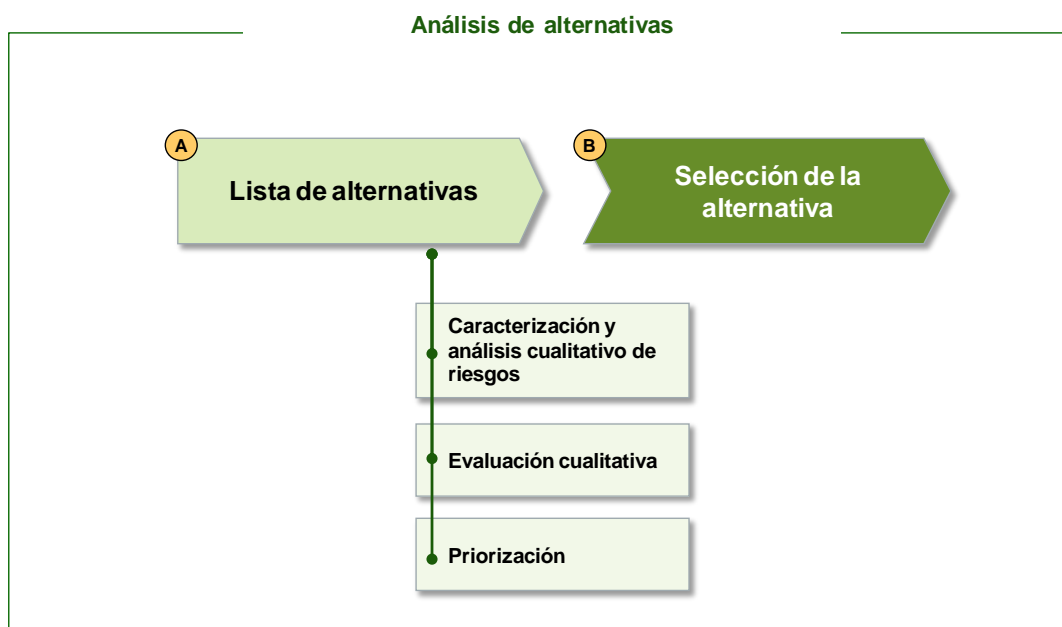 Análisis de alternativas
A
Lista de alternativas
B
Selección de la
alternativa
Caracterización y
análisis cualitativo de
riesgos
Evaluación cualitativa
Priorización